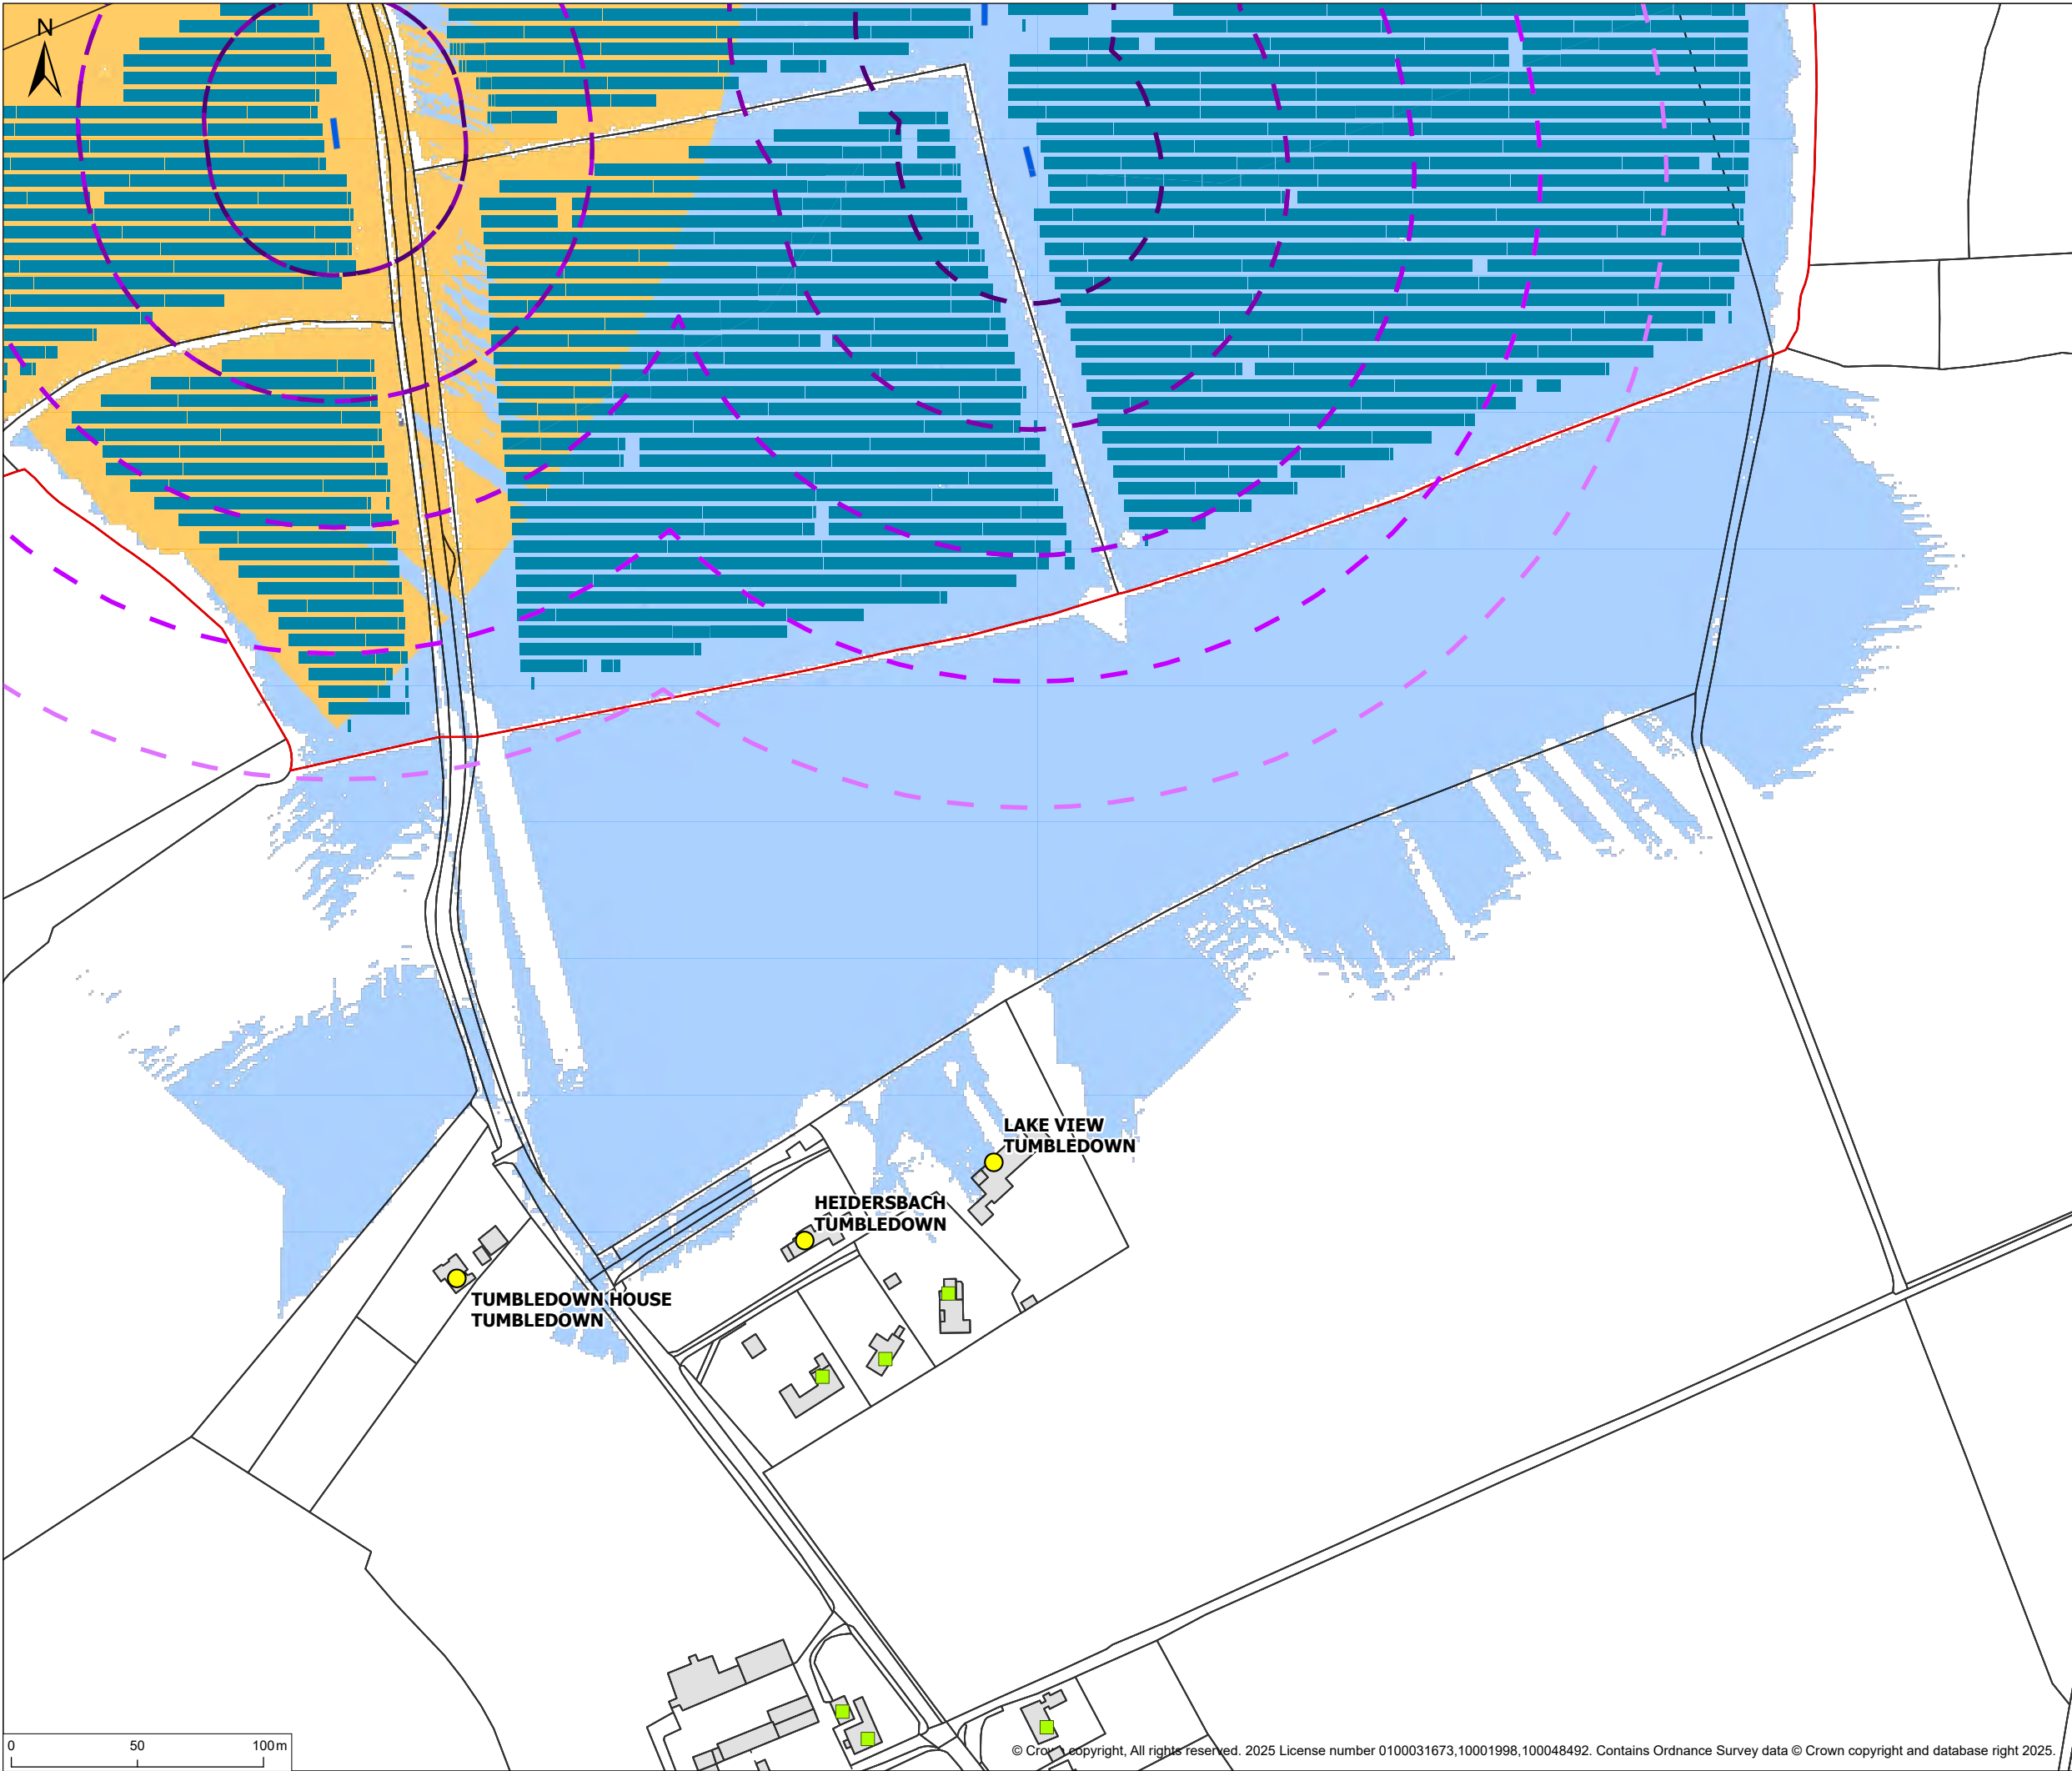 N
LAKE VIEW
TUMBLEDOWN
HEIDERSBACH
TUMBLEDOWN
TUMBLEDOWN HOUSE
TUMBLEDOWN
0 50 100 m
© Crown copyright, All rights reserved. 2025 License number 0100031673,10001998,100048492. Contains Ordnance Survey data © Crown copyright and database right 2025.